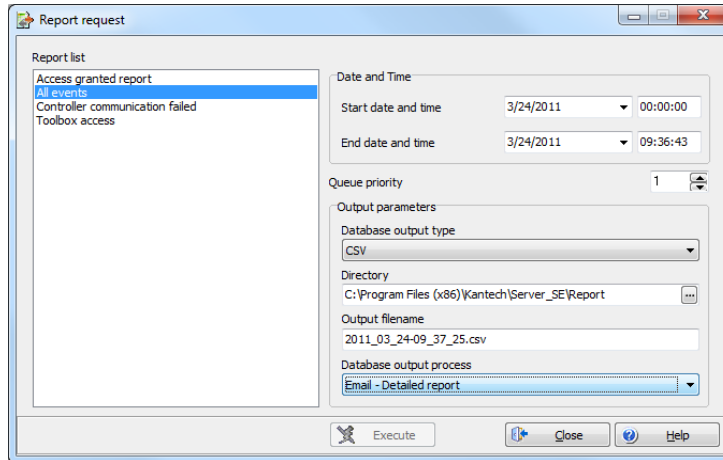 Report request
Report list
Access granted report
All events
Controller communication failed
Toolbox access
Date and Time
Start date and time 3/24/2011 00:00:00
End date and time 3/24/2011 09:36:43
Queue priority 1
Output parameters
Database output type
CSV
Directory
C:\Program Files (x86)\Kantech\Server_SE\Report ...
Output filename
2011_03_24-09_37_25.csv
Database output process
Email - Detailed report
Execute Close Help